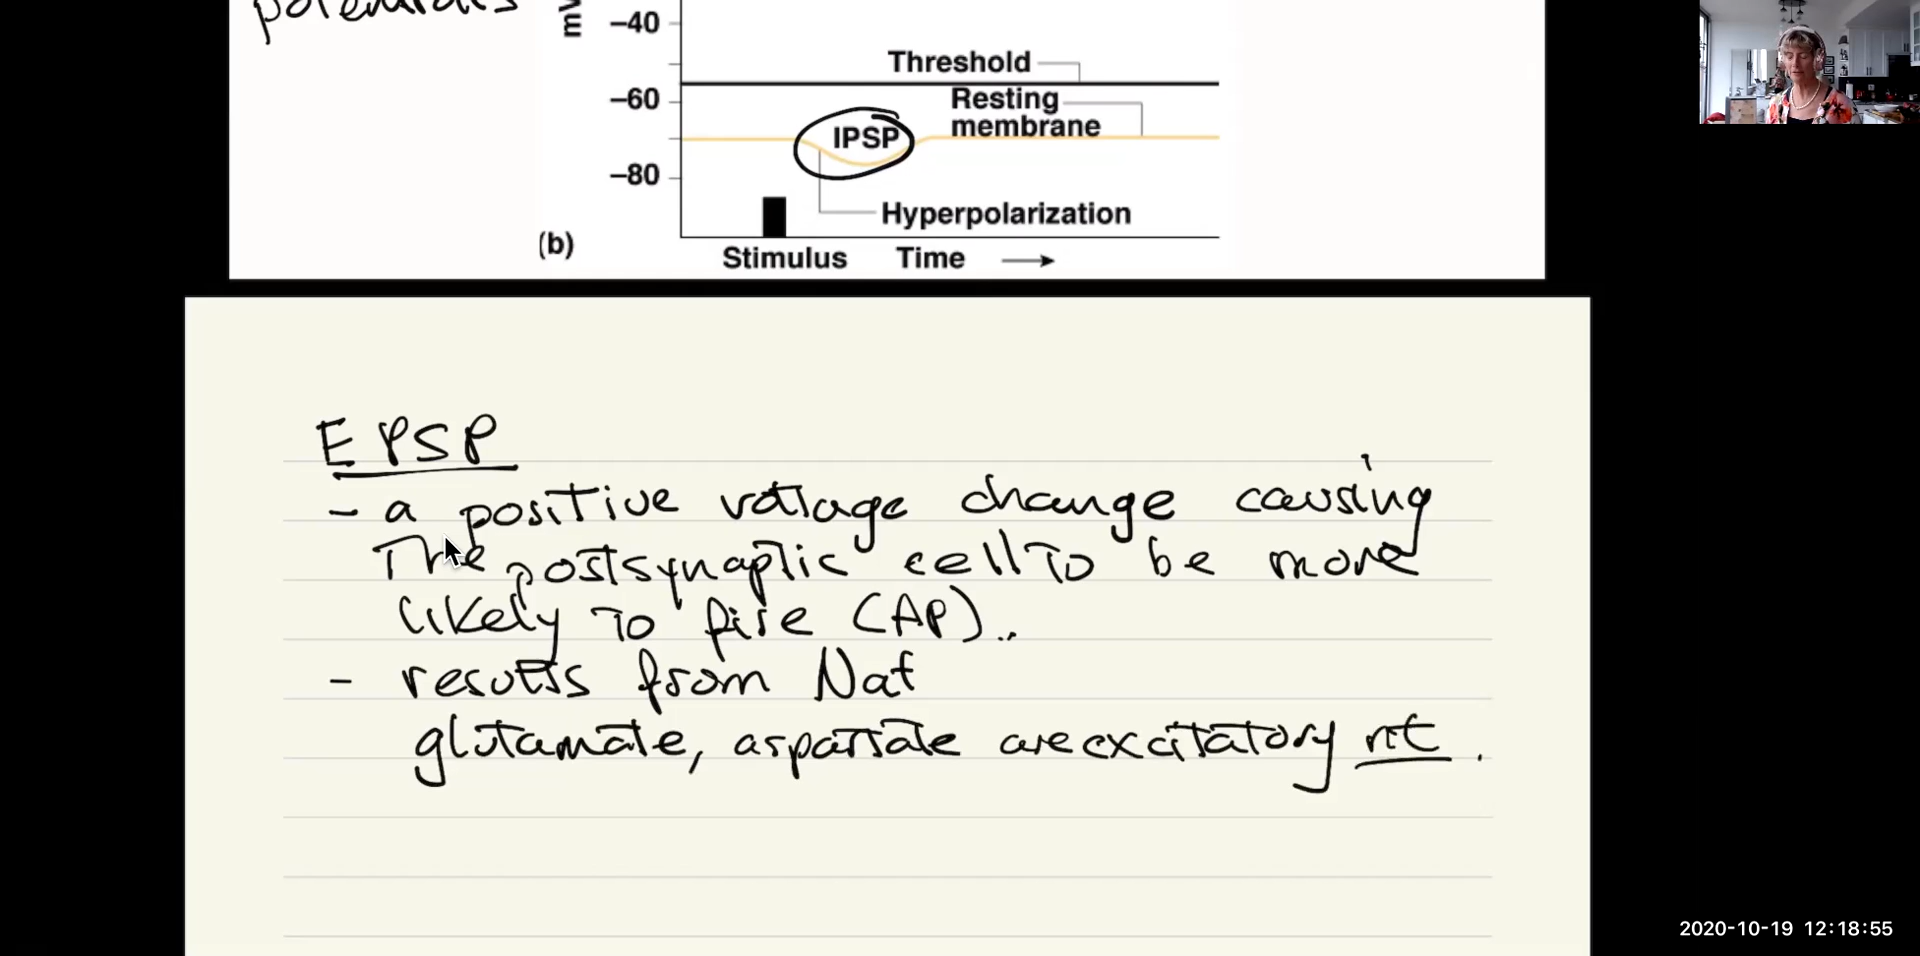 potentials
mV
–40
Threshold
–60
Resting
membrane
IPSP
–80
Hyperpolarization
(b)
Stimulus Time
EPSP
- a positive voltage change causing
The postsynaptic cell To be more
likely To fire (AP)..
- results from Na+
glutamate, aspartate are excitatory nt.
2020-10-19 12:18:55